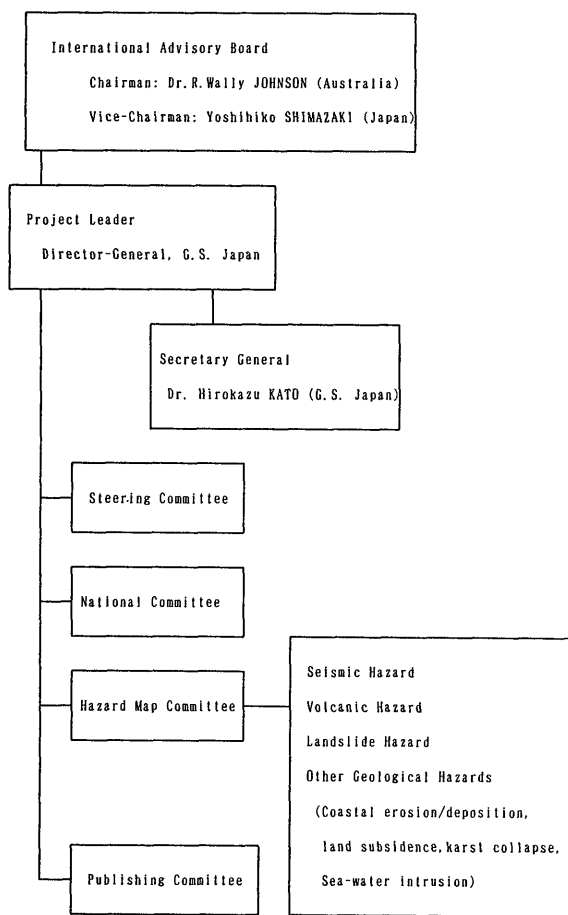 International Advisory Board
Chairman: Dr.R.Wally JOHNSON (Australia)
Vice-Chairman: Yoshihiko SHIMAZAKI (Japan)
Project Leader
Director-General, G.S. Japan
Secretary General
Dr. Hirokazu KATO (G.S. Japan)
Steering Committee
National Committee
Hazard Map Committee
Seismic Hazard
Volcanic Hazard
Landslide Hazard
Other Geological Hazards
(Coastal erosion/deposition,
land subsidence,karst collapse,
Sea-water intrusion)
Publishing Committee